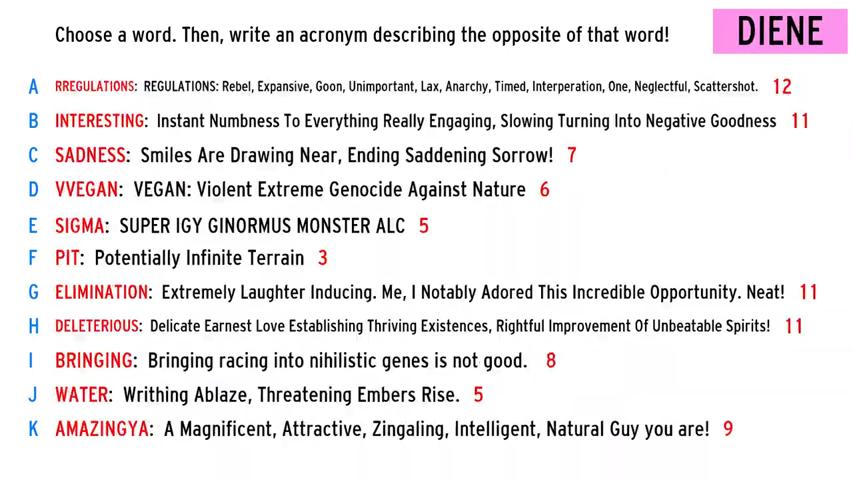 Choose a word. Then, write an acronym describing the opposite of that word!
DIENE
A RREGULATIONS: REGULATIONS: Rebel, Expansive, Goon, Unimportant, Lax, Anarchy, Timed, Interperation, One, Neglectful, Scattershot. 12
B INTERESTING: Instant Numbness To Everything Really Engaging, Slowing Turning Into Negative Goodness 11
C SADNESS: Smiles Are Drawing Near, Ending Saddening Sorrow! 7
D VVEGAN: VEGAN: Violent Extreme Genocide Against Nature 6
E SIGMA: SUPER IGY GINORMUS MONSTER ALC 5
F PIT: Potentially Infinite Terrain 3
G ELIMINATION: Extremely Laughter Inducing. Me, I Notably Adored This Incredible Opportunity. Neat! 11
H DELETERIOUS: Delicate Earnest Love Establishing Thriving Existences, Rightful Improvement Of Unbeatable Spirits! 11
I BRINGING: Bringing racing into nihilistic genes is not good. 8
J WATER: Writhing Ablaze, Threatening Embers Rise. 5
K AMAZINGYA: A Magnificent, Attractive, Zingaling, Intelligent, Natural Guy you are! 9